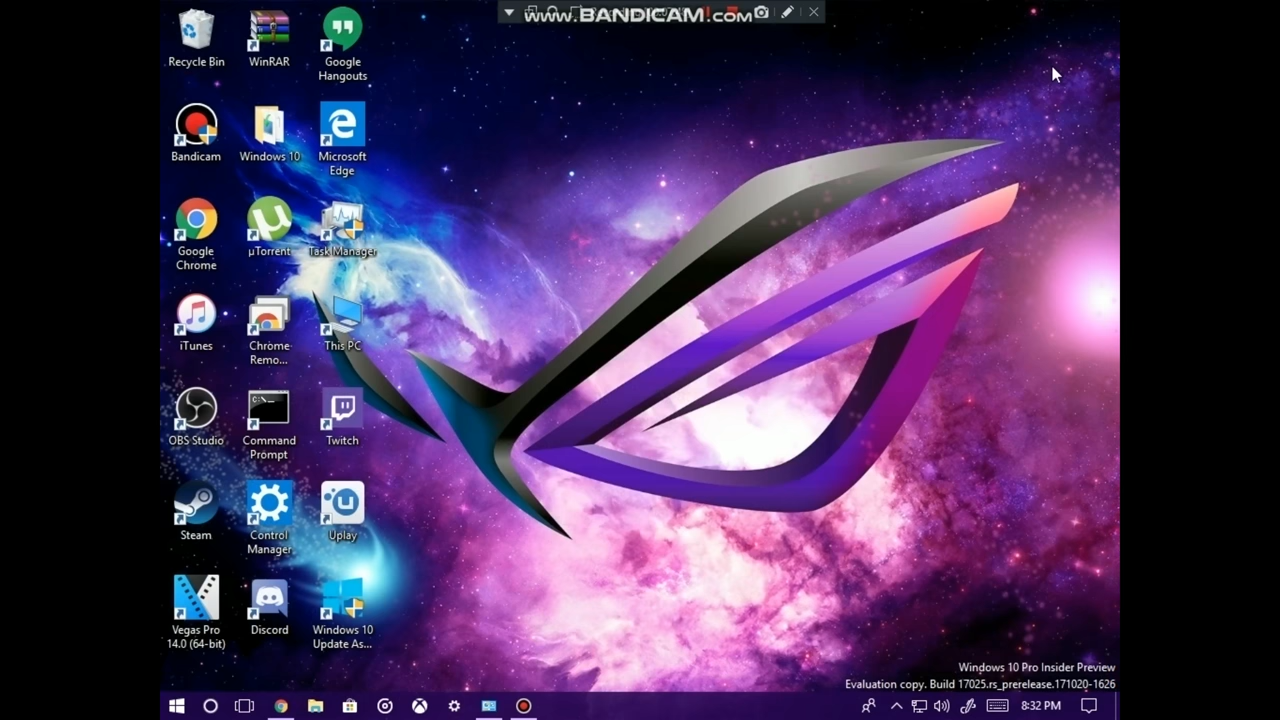 www.BANDICAM.com
Recycle Bin
WinRAR
Google
Hangouts
Bandicam
Windows 10
Microsoft
Edge
Google
Chrome
µTorrent
Task Manager
iTunes
Chrome
Remo...
This PC
OBS Studio
Command
Prompt
Twitch
Steam
Control
Manager
Uplay
Vegas Pro
14.0 (64-bit)
Discord
Windows 10
Update As...
Windows 10 Pro Insider Preview
Evaluation copy. Build 17025.rs_prerelease.171020-1626
8:32 PM